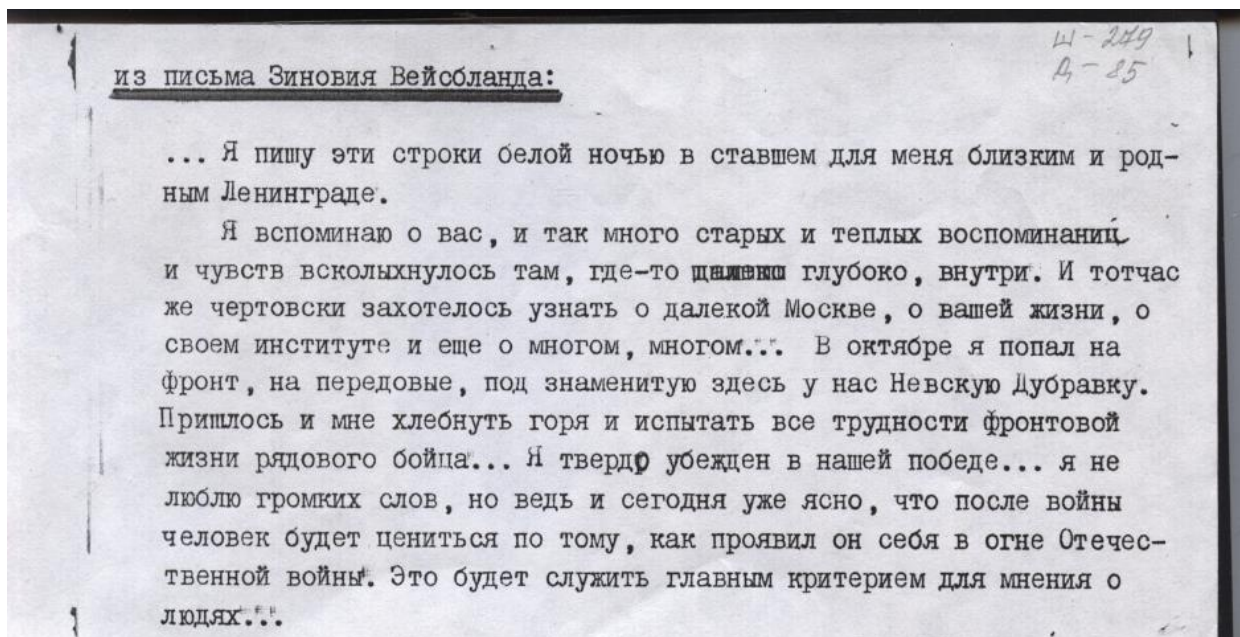 Ш-279
Д-85
из письма Зиновия Вейсбланда:
... Я пишу эти строки белой ночью в ставшем для меня близким и род-
ным Ленинграде.
Я вспоминаю о вас, и так много старых и теплых воспоминаний
и чувств всколыхнулось там, где-то глубоко, внутри. И тотчас
же чертовски захотелось узнать о далекой Москве, о вашей жизни, о
своем институте и еще о многом, многом... В октябре я попал на
фронт, на передовые, под знаменитую здесь у нас Невскую Дубравку.
Пришлось и мне хлебнуть горя и испытать все трудности фронтовой
жизни рядового бойца... Я твердо убежден в нашей победе... я не
люблю громких слов, но ведь и сегодня уже ясно, что после войны
человек будет цениться по тому, как проявил он себя в огне Отечес-
твенной войны. Это будет служить главным критерием для мнения о
людях...